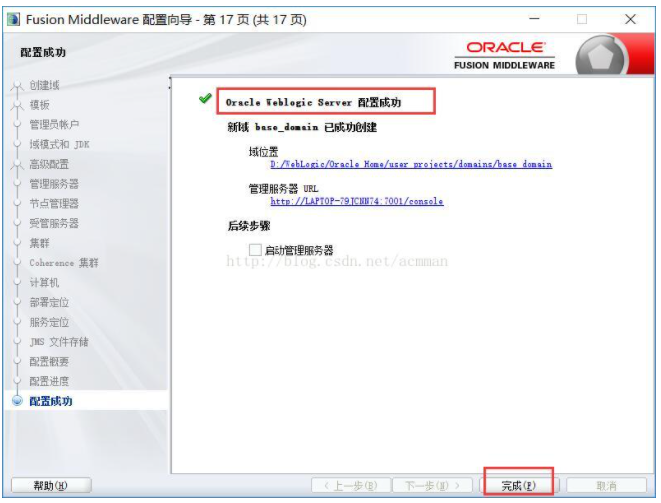 Fusion Middleware 配置向导 - 第 17 页 (共 17 页)
配置成功
ORACLE
FUSION MIDDLEWARE
创建域
模板
管理员帐户
域模式和 JDK
高级配置
管理服务器
节点管理器
受管服务器
集群
Coherence 集群
计算机
部署定位
服务定位
JMS 文件存储
配置概要
配置进度
配置成功
Oracle Weblogic Server 配置成功
新域 base_domain 已成功创建
域位置
D:/WebLogic/Oracle_Home/user_projects/domains/base_domain
管理服务器 URL
http://LAPTOP-79JCNN74:7001/console
后续步骤
启动管理服务器
http://blog.csdn.net/acmman
帮助(H)
< 上一步(B)
下一步(N) >
完成(F)
取消